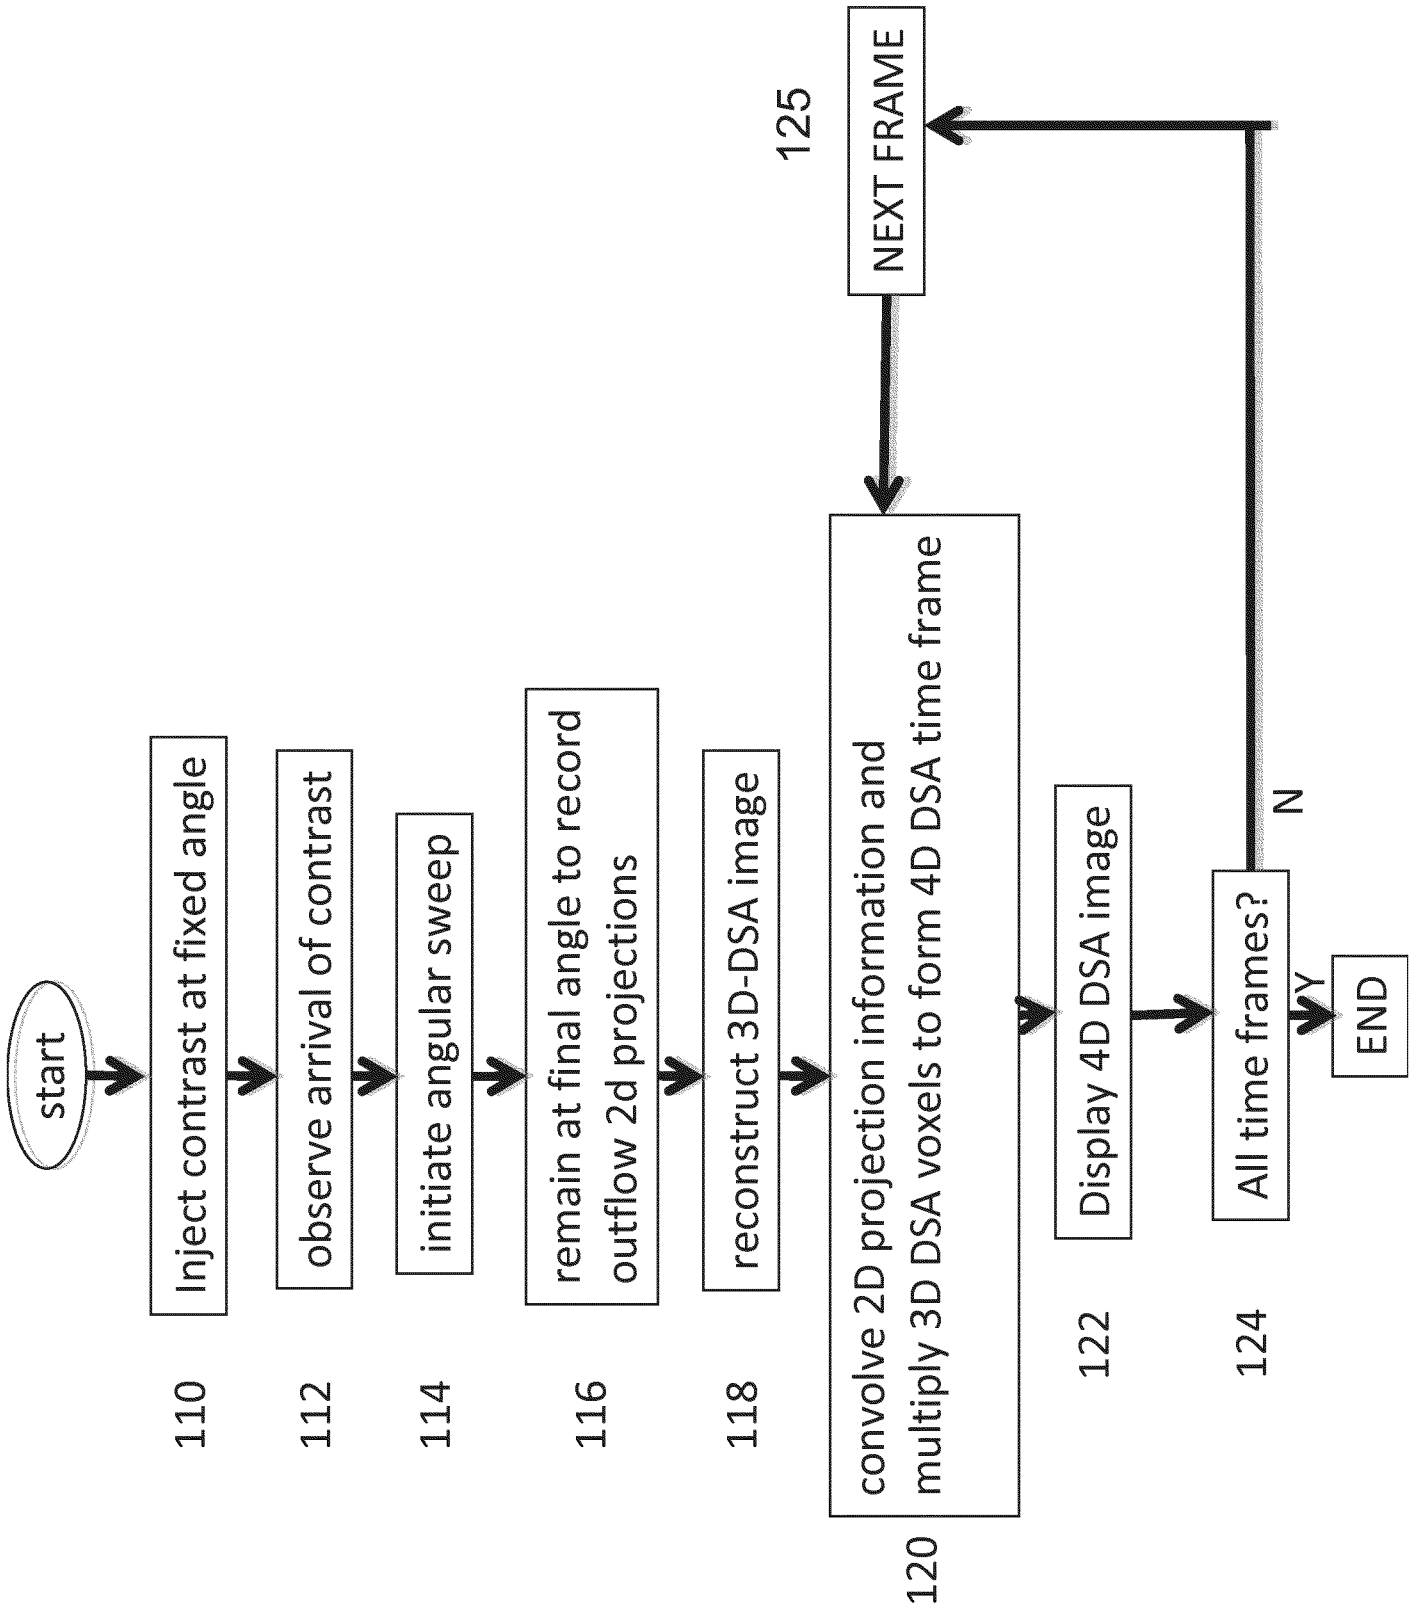 start
110
Inject contrast at fixed angle
112
observe arrival of contrast
114
initiate angular sweep
116
remain at final angle to record
outflow 2d projections
118
reconstruct 3D-DSA image
125
NEXT FRAME
120
convolve 2D projection information and
multiply 3D DSA voxels to form 4D DSA time frame
122
Display 4D DSA image
124
All time frames?
N
Y
END